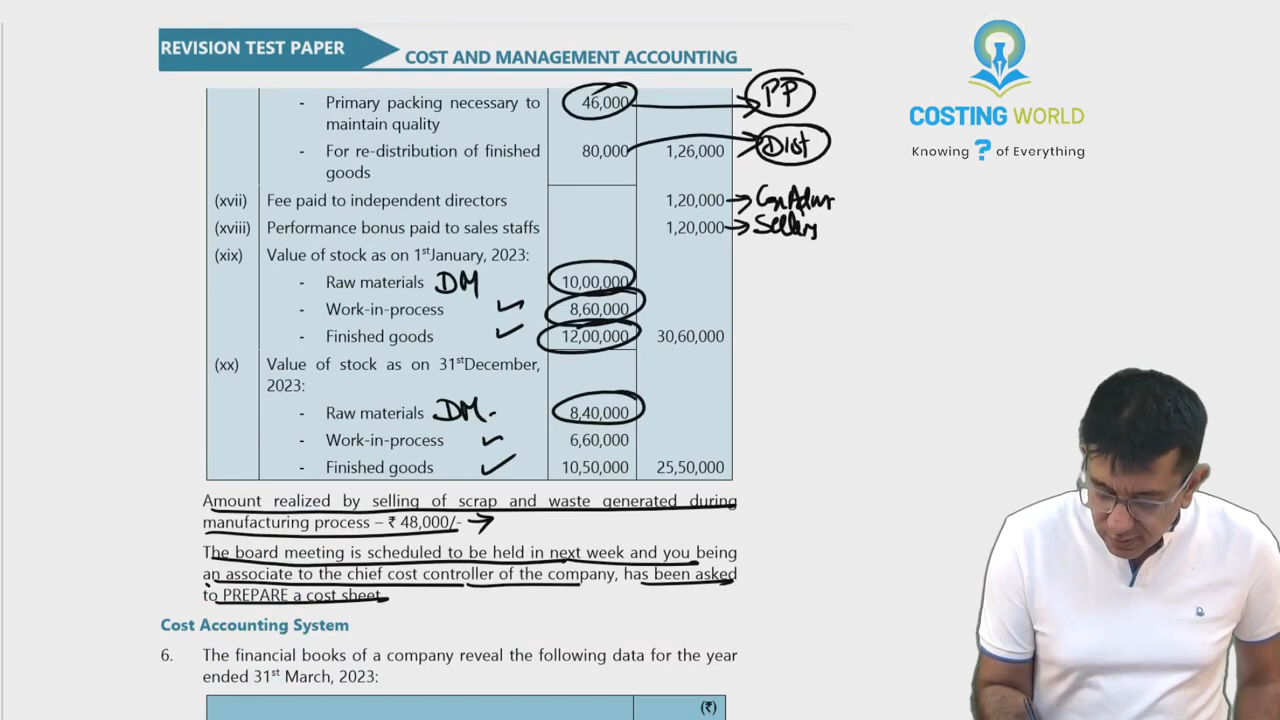 REVISION TEST PAPER
COST AND MANAGEMENT ACCOUNTING
- Primary packing necessary to maintain quality 46,000 PP
- For re-distribution of finished goods 80,000 1,26,000 Dist
(xvii) Fee paid to independent directors 1,20,000
(xviii) Performance bonus paid to sales staffs 1,20,000 Selling
(xix) Value of stock as on 1stJanuary, 2023:
- Raw materials DM 10,00,000
- Work-in-process 8,60,000
- Finished goods 12,00,000 30,60,000
(xx) Value of stock as on 31stDecember, 2023:
- Raw materials DM 8,40,000
- Work-in-process 6,60,000
- Finished goods 10,50,000 25,50,000
Amount realized by selling of scrap and waste generated during
manufacturing process – ₹ 48,000/-
The board meeting is scheduled to be held in next week and you being
an associate to the chief cost controller of the company, has been asked
to PREPARE a cost sheet.
Cost Accounting System
6. The financial books of a company reveal the following data for the year
ended 31st March, 2023:
(₹)
COSTING WORLD
Knowing ? of Everything